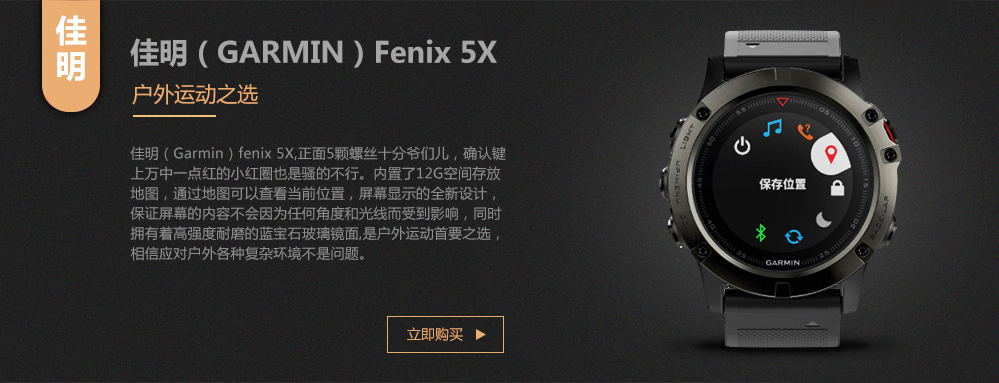 佳明
佳明（GARMIN）Fenix 5X
户外运动之选
佳明（Garmin）fenix 5X,正面5颗螺丝十分爷们儿，确认键
上万中一点红的小红圈也是骚的不行。内置了12G空间存放
地图，通过地图可以查看当前位置，屏幕显示的全新设计，
保证屏幕的内容不会因为任何角度和光线而受到影响，同时
拥有着高强度耐磨的蓝宝石玻璃镜面,是户外运动首要之选，
相信应对户外各种复杂环境不是问题。
立即购买
LIGHT
保存位置
GARMIN